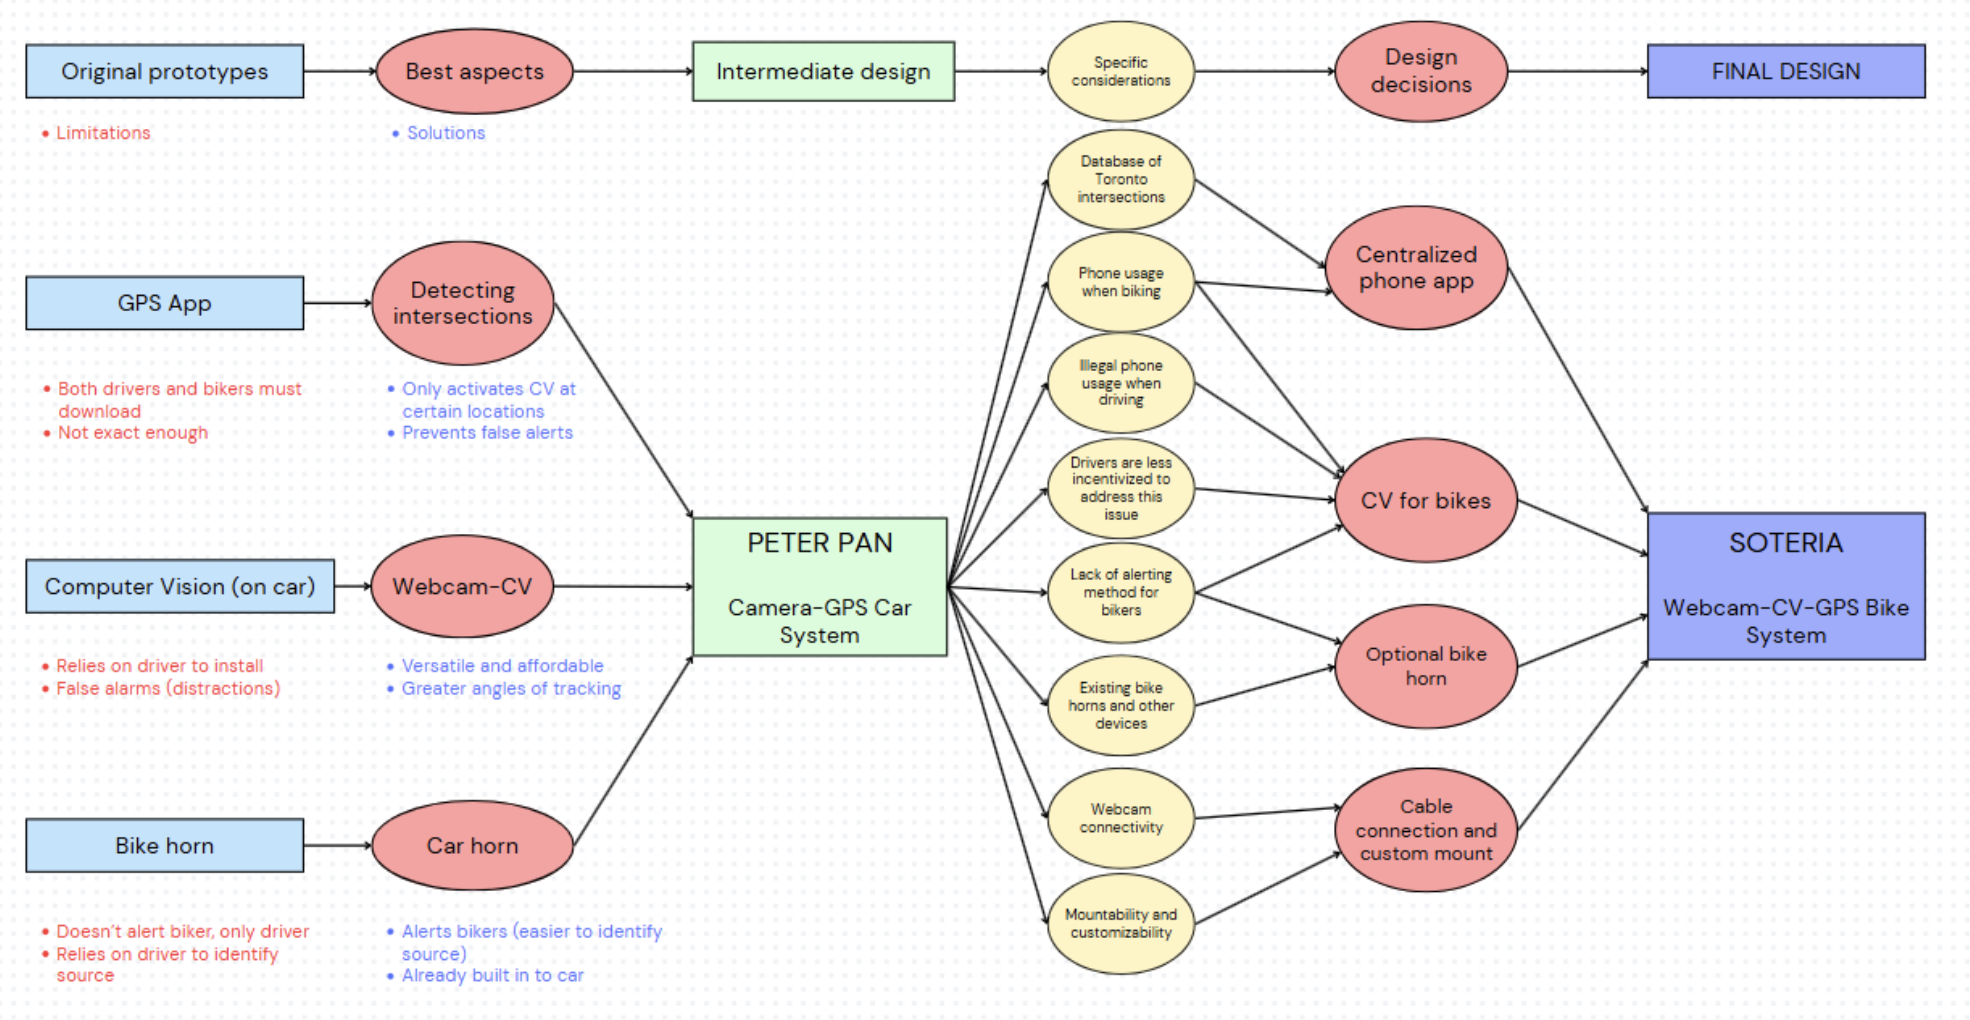 Original prototypes
Best aspects
Intermediate design
Specific
considerations
Design
decisions
FINAL DESIGN
• Limitations
• Solutions
GPS App
• Both drivers and bikers must
download
• Not exact enough
Detecting
intersections
• Only activates CV at
certain locations
• Prevents false alerts
Computer Vision (on car)
• Relies on driver to install
• False alarms (distractions)
Webcam-CV
• Versatile and affordable
• Greater angles of tracking
Bike horn
• Doesn't alert biker, only driver
• Relies on driver to identify
source
Car horn
• Alerts bikers (easier to identify
source)
• Already built in to car
PETER PAN
Camera-GPS Car
System
Database of
Toronto
intersections
Phone usage
when biking
Illegal phone
usage when
driving
Drivers are less
incentivized to
address this
issue
Lack of alerting
method for
bikers
Existing bike
horns and other
devices
Webcam
connectivity
Mountability and
customizability
Centralized
phone app
CV for bikes
Optional bike
horn
Cable
connection and
custom mount
SOTERIA
Webcam-CV-GPS Bike
System